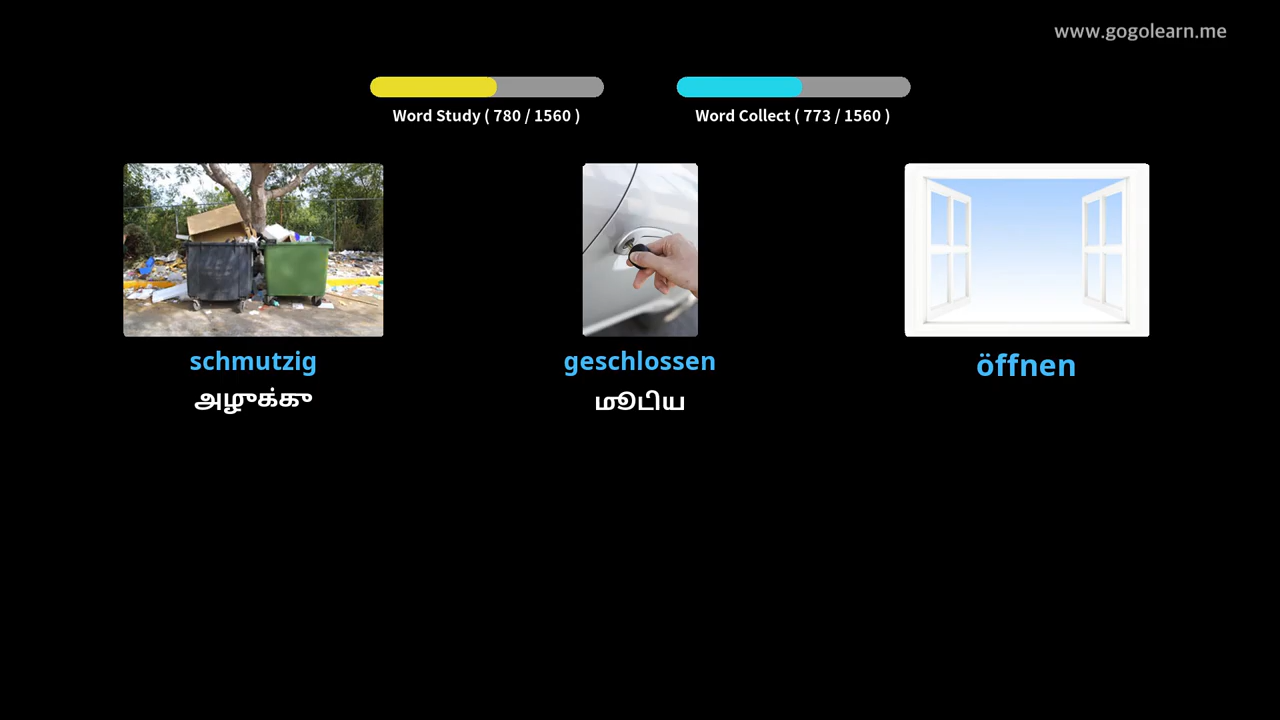 www.gogolearn.me
Word Study ( 780 / 1560 )
Word Collect ( 773 / 1560 )
schmutzig
அழுக்கு
geschlossen
மூடிய
öffnen